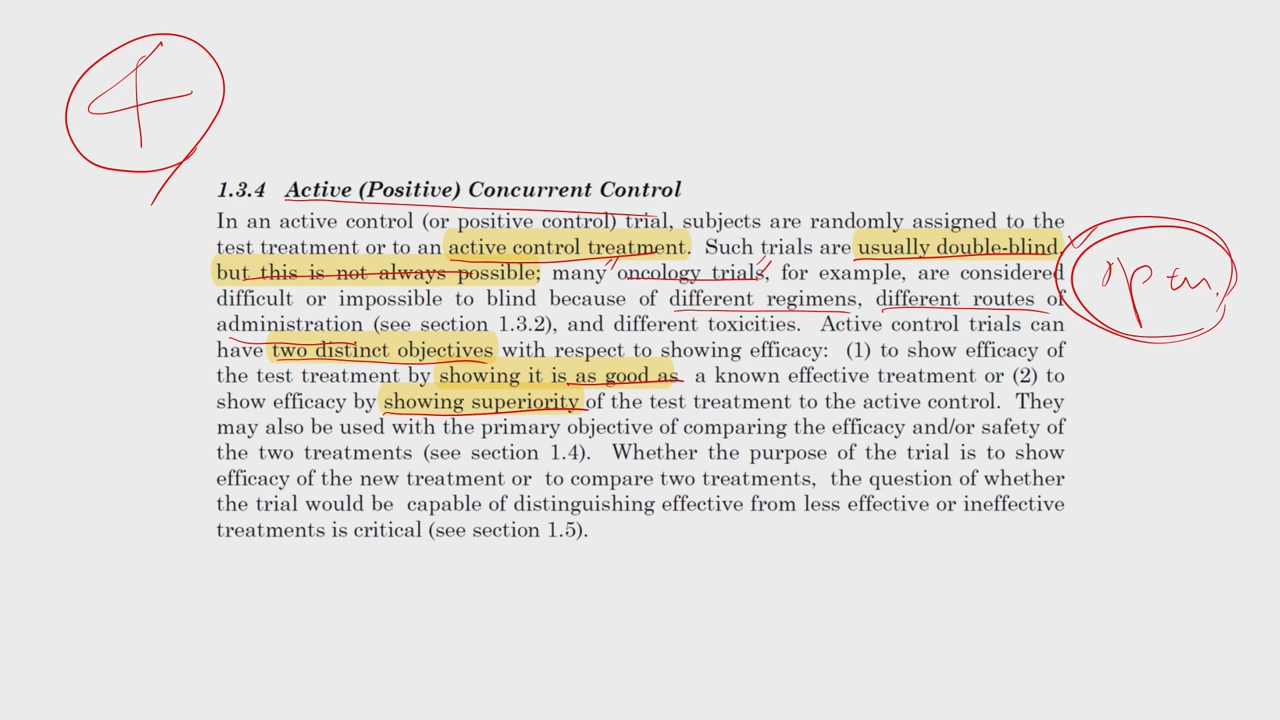 4
1.3.4 Active (Positive) Concurrent Control
In an active control (or positive control) trial, subjects are randomly assigned to the
test treatment or to an active control treatment. Such trials are usually double-blind,
but this is not always possible; many oncology trials, for example, are considered
difficult or impossible to blind because of different regimens, different routes of
administration (see section 1.3.2), and different toxicities. Active control trials can
have two distinct objectives with respect to showing efficacy: (1) to show efficacy of
the test treatment by showing it is as good as a known effective treatment or (2) to
show efficacy by showing superiority of the test treatment to the active control. They
may also be used with the primary objective of comparing the efficacy and/or safety of
the two treatments (see section 1.4). Whether the purpose of the trial is to show
efficacy of the new treatment or to compare two treatments, the question of whether
the trial would be capable of distinguishing effective from less effective or ineffective
treatments is critical (see section 1.5).